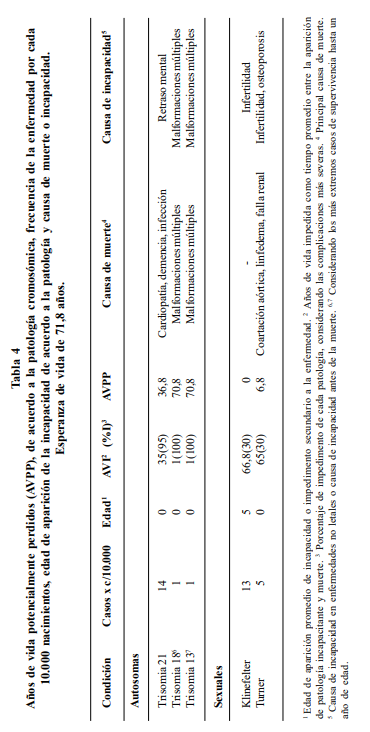 Tabla 4
Años de vida potencialmente perdidos (AVPP), de acuerdo a la patología cromosómica, frecuencia de la enfermedad por cada
10.000 nacimientos, edad de aparición de la incapacidad de acuerdo a la patología y causa de muerte o incapacidad.
Esperanza de vida de 71,8 años.
Condición Casos x c/10.000 Edad¹ AVI² (%I)³ AVPP Causa de muerte⁴ Causa de incapacidad⁵
Autosomas
Trisomia 21 14 0 35(95) 36,8 Cardiopatía, demencia, infección Retraso mental
Trisomia 18⁶ 1 0 1(100) 70,8 Malformaciones múltiples Malformaciones múltiples
Trisomia 13⁷ 1 0 1(100) 70,8 Malformaciones múltiples Malformaciones múltiples
Sexuales
Klinefelter 13 5 66,8(30) 0 - Infertilidad
Turner 5 0 65(30) 6,8 Coartación aórtica, linfedema, falla renal Infertilidad, osteoporosis
¹ Edad de aparición promedio de incapacidad o impedimento secundario a la enfermedad. ² Años de vida impedida como tiempo promedio entre la aparición
de patología incapacitante y muerte. ³ Porcentaje de impedimento de cada patología, considerando las complicaciones más severas. ⁴ Principal causa de muerte.
⁵ Causa de incapacidad en enfermedades no letales o causa de incapacidad antes de la muerte. ⁶,⁷ Considerando los más extremos casos de supervivencia hasta un
año de edad.